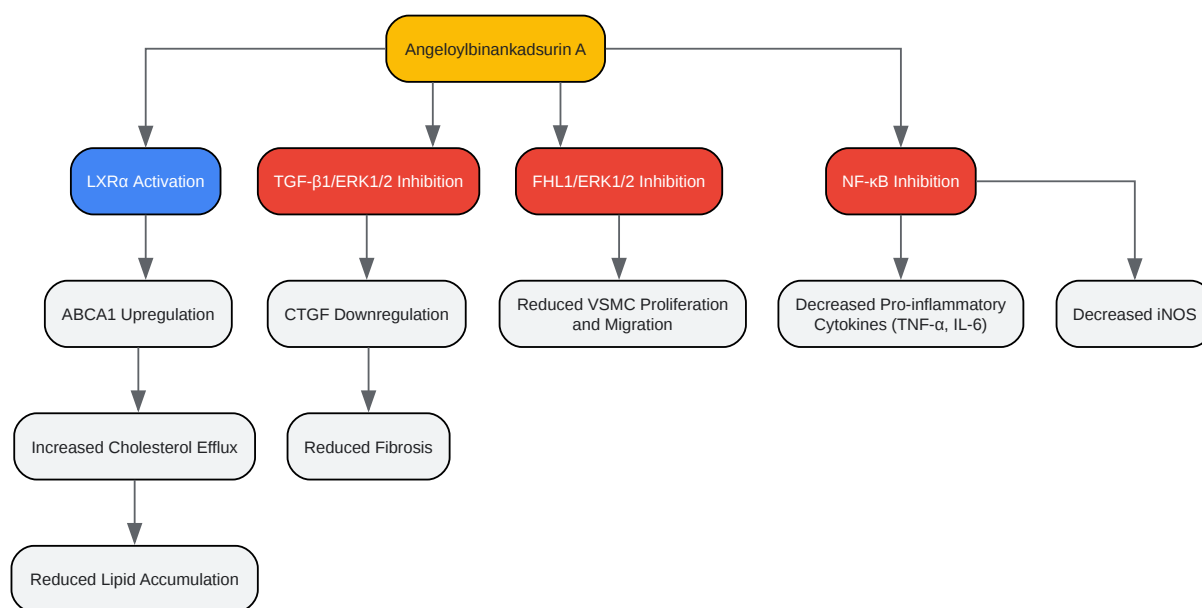 Angeloylbinankadsurin A
LXRα Activation
TGF-β1/ERK1/2 Inhibition
FHL1/ERK1/2 Inhibition
NF-κB Inhibition
ABCA1 Upregulation
CTGF Downregulation
Reduced VSMC Proliferation
and Migration
Decreased Pro-inflammatory
Cytokines (TNF-α, IL-6)
Decreased iNOS
Increased Cholesterol Efflux
Reduced Fibrosis
Reduced Lipid Accumulation